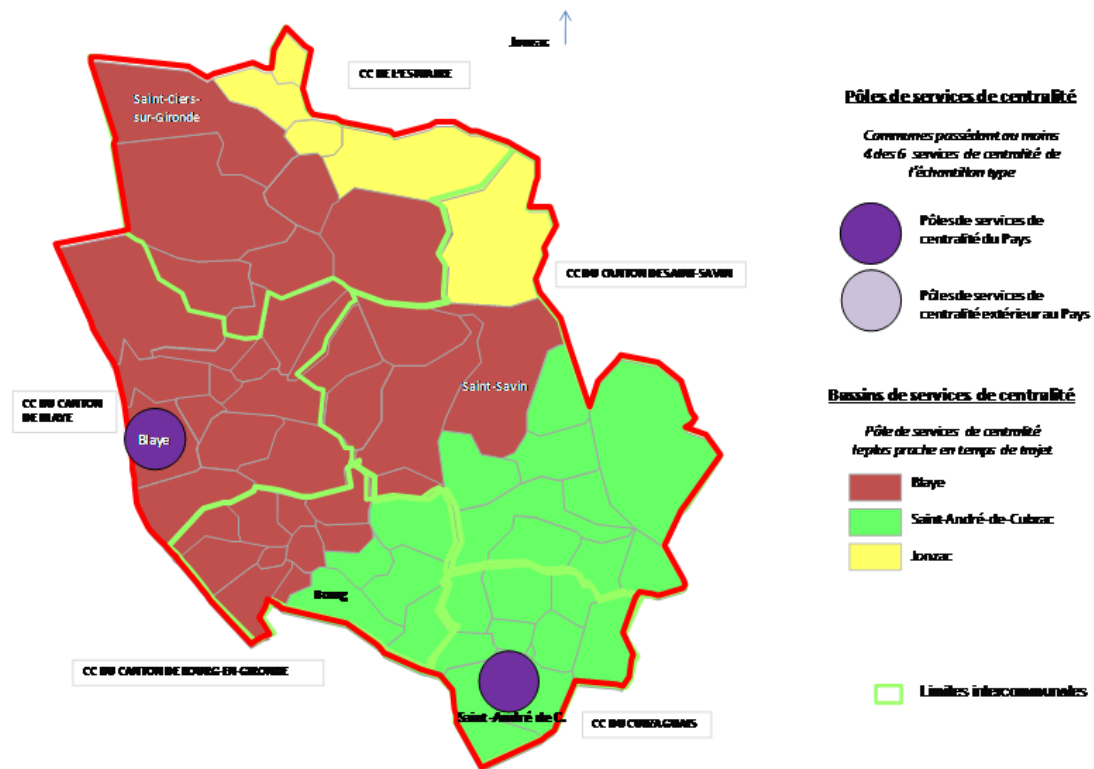 Jonzac
CC DE L'ESTUAIRE
Saint-Ciers-
sur-Gironde
CC DU CANTON DE SAINT-SAVIN
Saint-Savin
CC DU CANTON
DE BLAYE
Blaye
Bourg
CC DU CANTON DE BOURG-EN-GIRONDE
Saint-André de C.
CC DU CUBZAGUAIS
Pôles de services de centralité
Communes possédant au moins
4 des 6 services de centralité de
l'échantillon type
Pôles de services de
centralité du Pays
Pôles de services de
centralité extérieur au Pays
Bassins de services de centralité
Pôle de services de centralité
le plus proche en temps de trajet
Blaye
Saint-André-de-Cubzac
Jonzac
Limites intercommunales